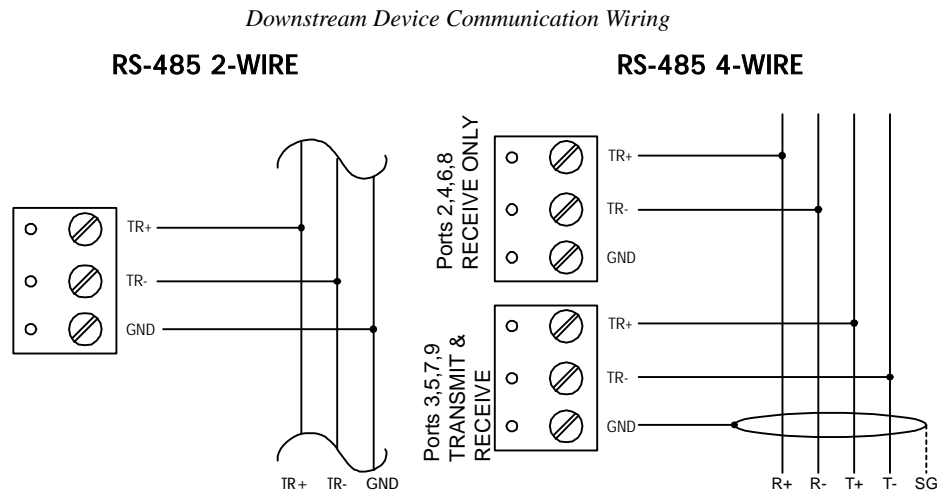 Downstream Device Communication Wiring
RS-485 2-WIRE
TR+
TR-
GND
TR+ TR- GND
RS-485 4-WIRE
Ports 2,4,6,8
RECEIVE ONLY
TR+
TR-
GND
Ports 3,5,7,9
TRANSMIT &
RECEIVE
TR+
TR-
GND
R+ R- T+ T- SG